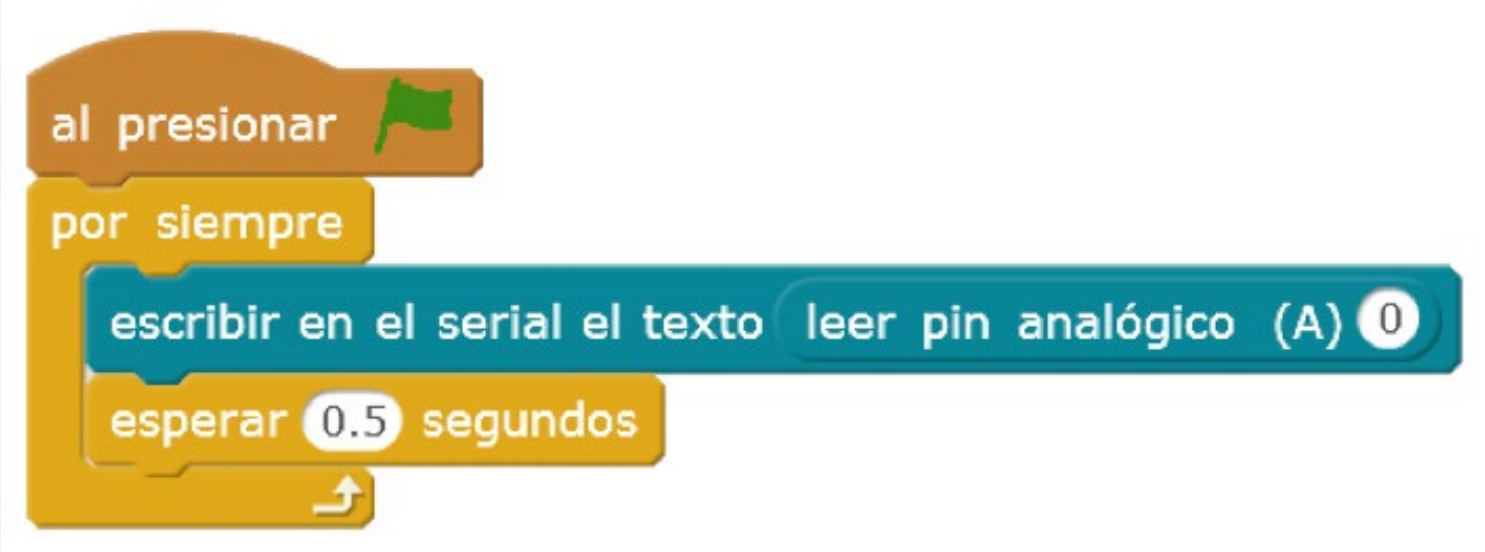 al presionar
por siempre
escribir en el serial el texto leer pin analógico (A) 0
esperar 0.5 segundos